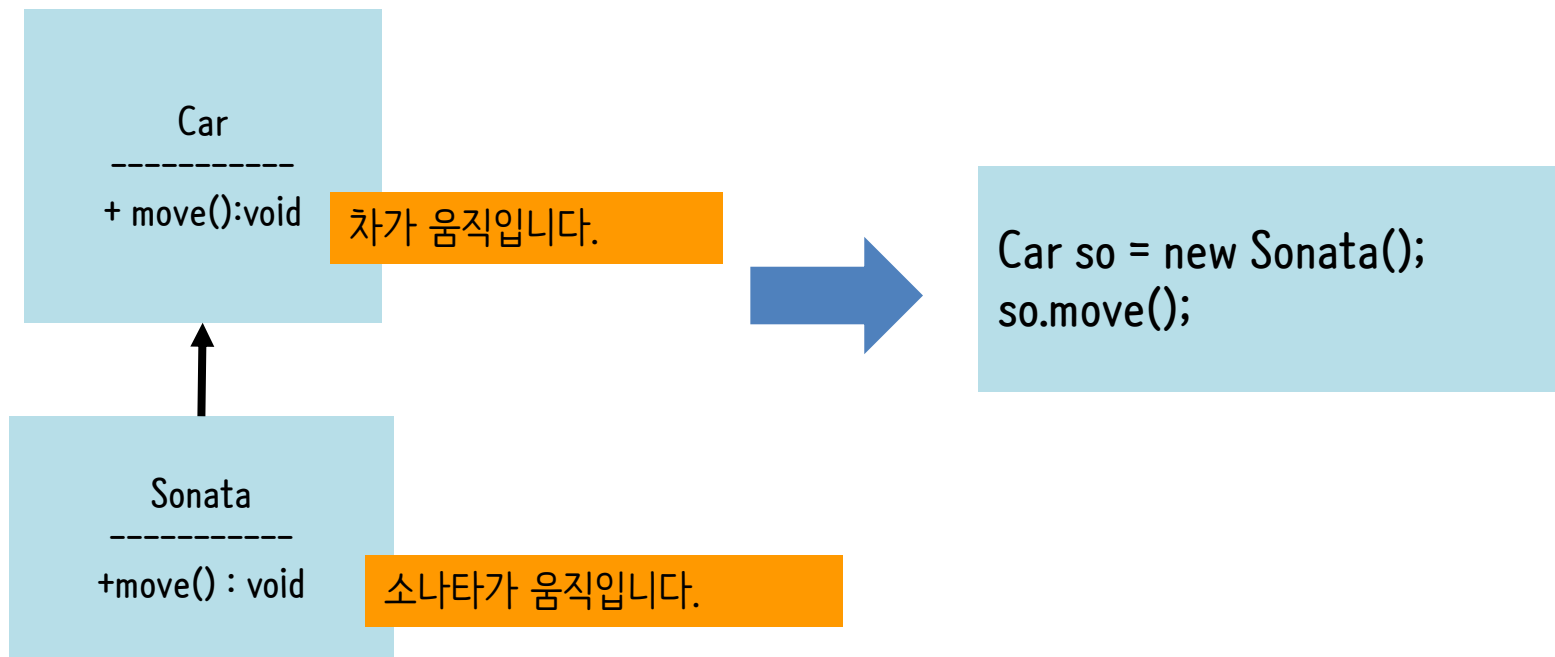 Car
-----------
+ move():void
차가 움직입니다.
Sonata
-----------
+move() : void
소나타가 움직입니다.
Car so = new Sonata();
so.move();